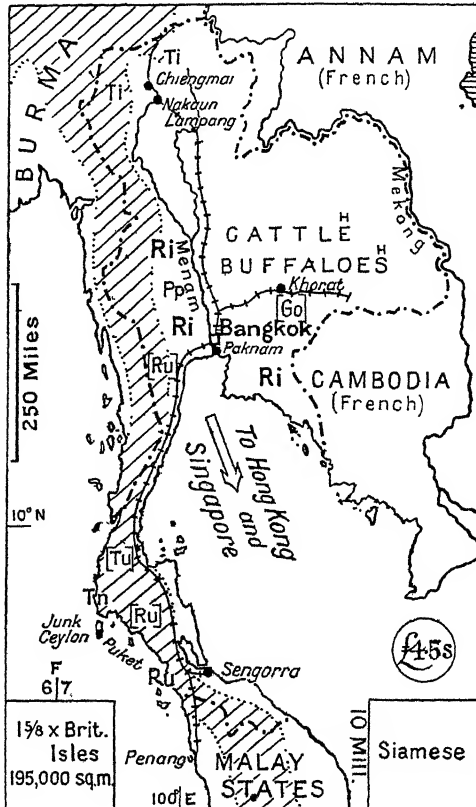 BURMA
Ti
Ti
Chiengmai
Nakaun
Lampang
ANNAM
(French)
Mekong
H
CATTLE
H
BUFFALOES
Khorat
[Go]
Ri
Menam
Pp
Ri
Bangkok
Paknam
[Ru]
Ri
CAMBODIA
(French)
250 Miles
To Hong Kong
and
Singapore
10°N
[Tu]
Tn
[Ru]
Junk
Ceylon
Puket
Ru
Sengorra
£4·5s
F
6/7
1⅝ x Brit.
Isles
195,000 sq.m.
Penang
100°E
MALAY
STATES
10 Mill.
Siamese